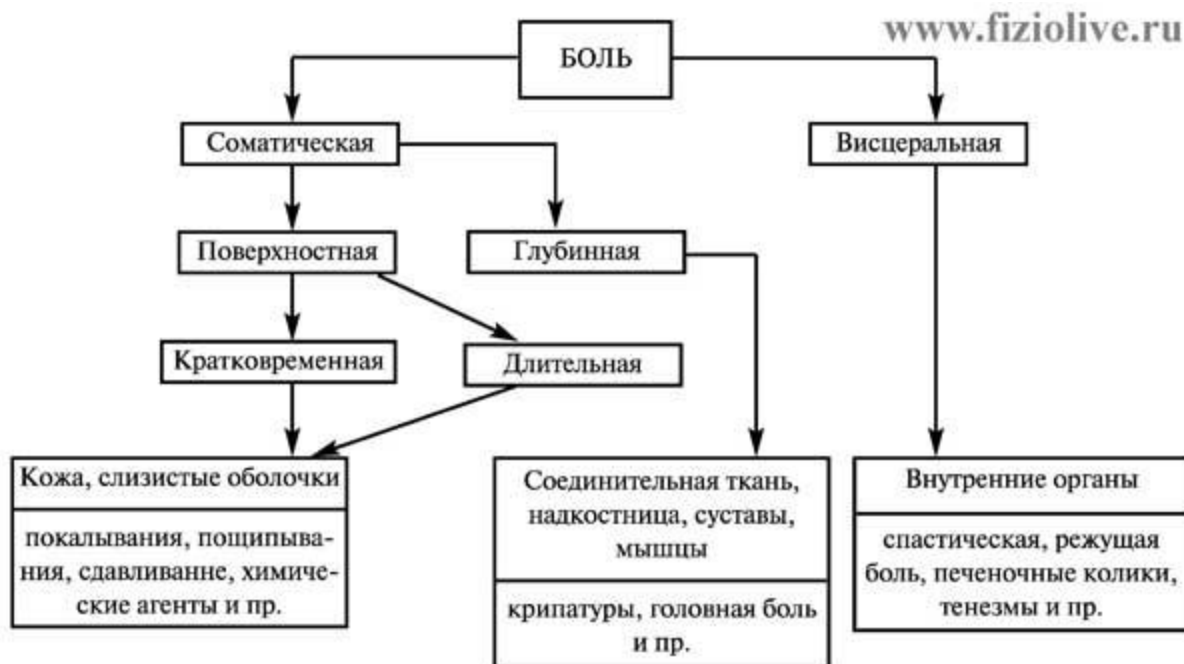 www.fiziolive.ru
БОЛЬ
Соматическая
Висцеральная
Поверхностная
Глубинная
Кратковременная
Длительная
Кожа, слизистые оболочки
покалывания, пощипыва-
ния, сдавливанне, химиче-
ские агенты и пр.
Соединительная ткань,
надкостница, суставы,
мышцы
крипатуры, головная боль
и пр.
Внутренние органы
спастическая, режущая
боль, печеночные колики,
тенезмы и пр.